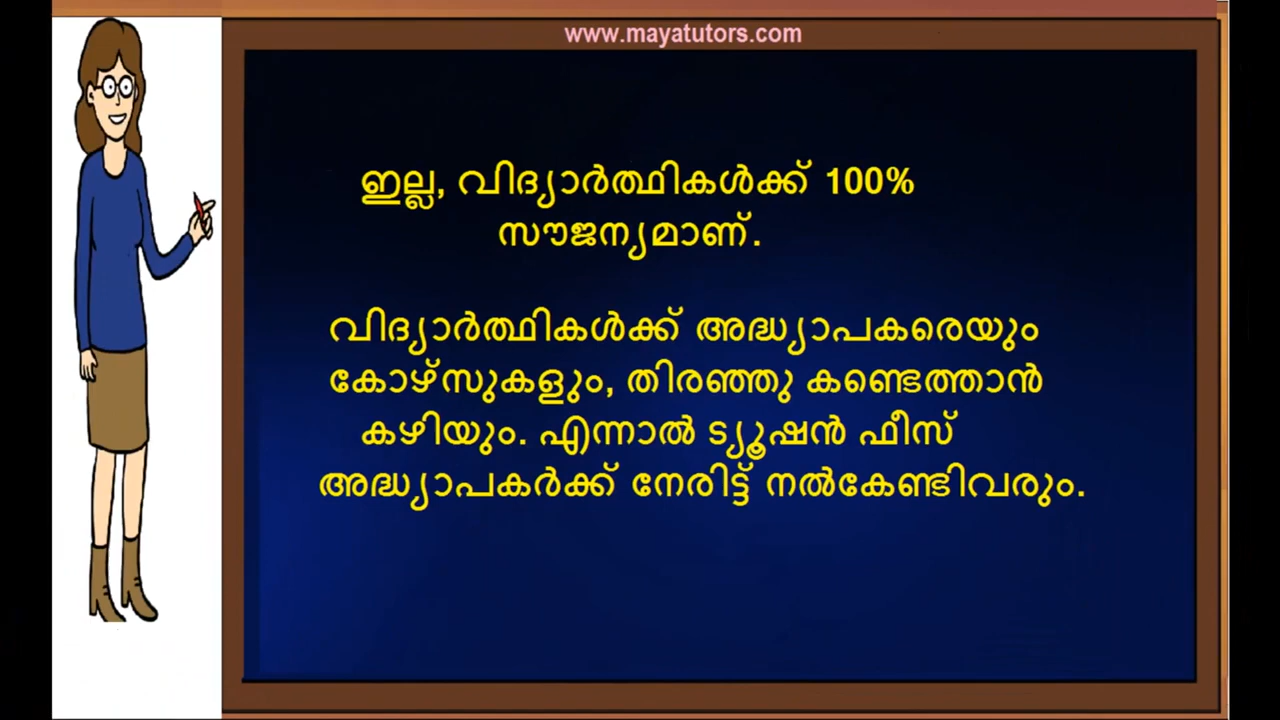 www.mayatutors.com
ഇല്ല, വിദ്യാർത്ഥികൾക്ക് 100%
സൗജന്യമാണ്.
വിദ്യാർത്ഥികൾക്ക് അദ്ധ്യാപകരെയും
കോഴ്സുകളും, തിരഞ്ഞു കണ്ടെത്താൻ
കഴിയും. എന്നാൽ ട്യൂഷൻ ഫീസ്
അദ്ധ്യാപകർക്ക് നേരിട്ട് നൽകേണ്ടിവരും.